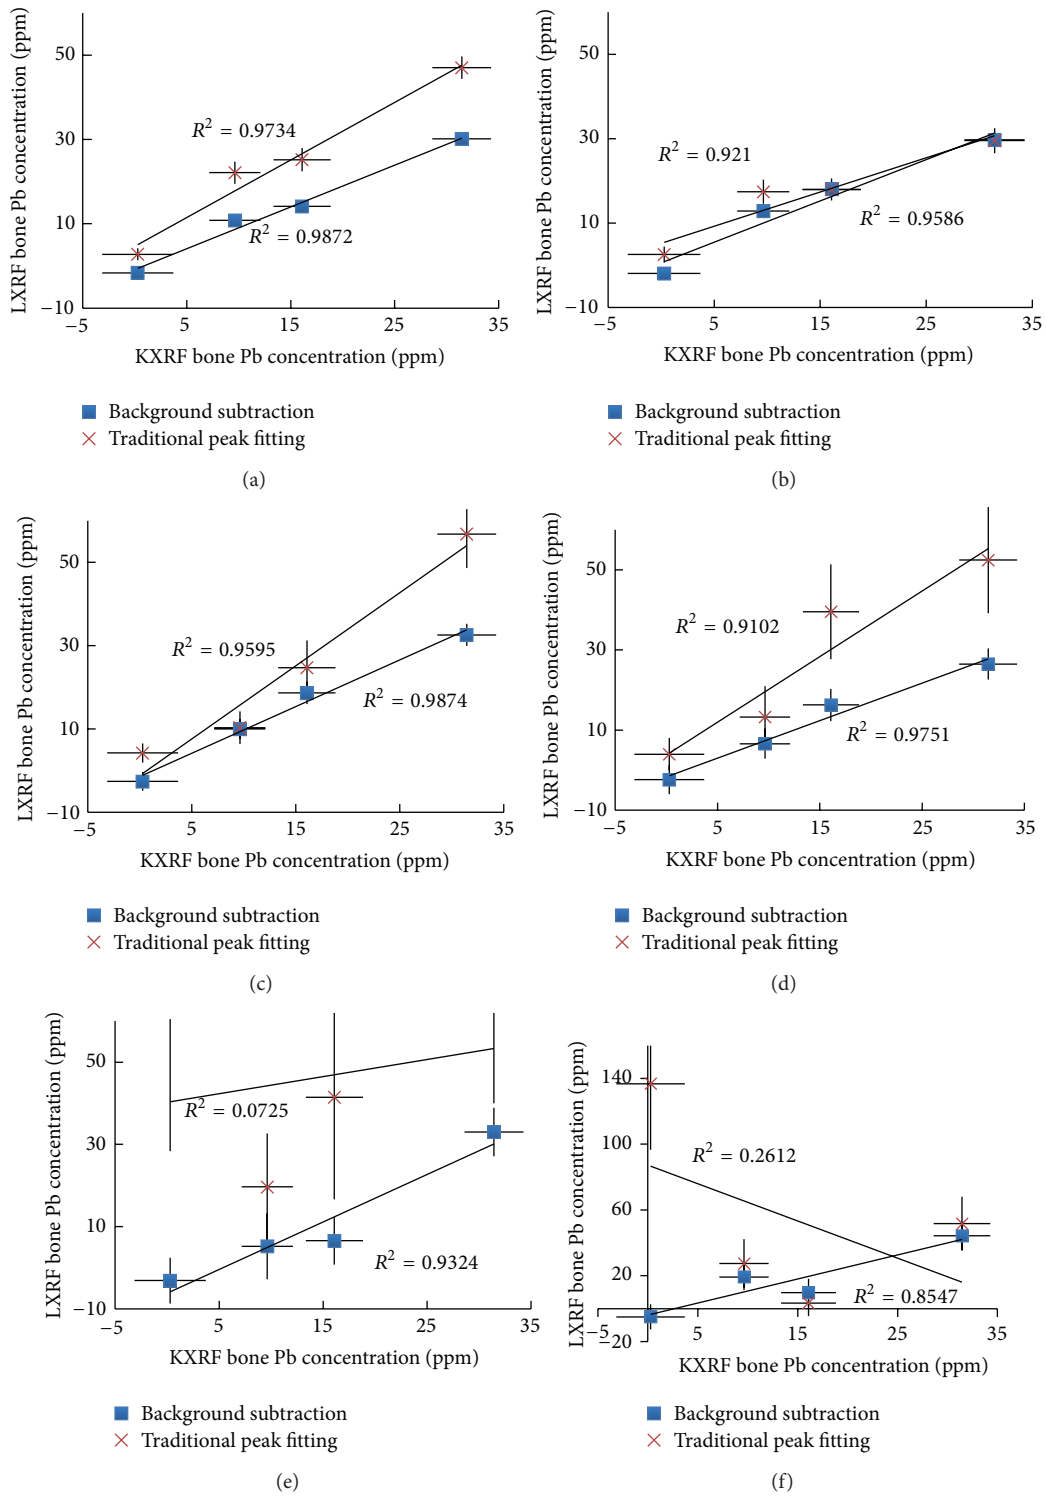 LXRF bone Pb concentration (ppm)
50
30
10
−10
−5
5
15
25
35
R² = 0.9734
R² = 0.9872
KXRF bone Pb concentration (ppm)
Background subtraction
Traditional peak fitting
(a)
LXRF bone Pb concentration (ppm)
50
30
10
−10
−5
5
15
25
35
R² = 0.921
R² = 0.9586
KXRF bone Pb concentration (ppm)
Background subtraction
Traditional peak fitting
(b)
LXRF bone Pb concentration (ppm)
50
30
10
−10
−5
5
15
25
35
R² = 0.9595
R² = 0.9874
KXRF bone Pb concentration (ppm)
Background subtraction
Traditional peak fitting
(c)
LXRF bone Pb concentration (ppm)
50
30
10
−10
−5
5
15
25
35
R² = 0.9102
R² = 0.9751
KXRF bone Pb concentration (ppm)
Background subtraction
Traditional peak fitting
(d)
LXRF bone Pb concentration (ppm)
50
30
10
−10
−5
5
15
25
35
R² = 0.0725
R² = 0.9324
KXRF bone Pb concentration (ppm)
Background subtraction
Traditional peak fitting
(e)
LXRF bone Pb concentration (ppm)
140
100
60
20
−20
−5
5
15
25
35
R² = 0.2612
R² = 0.8547
KXRF bone Pb concentration (ppm)
Background subtraction
Traditional peak fitting
(f)